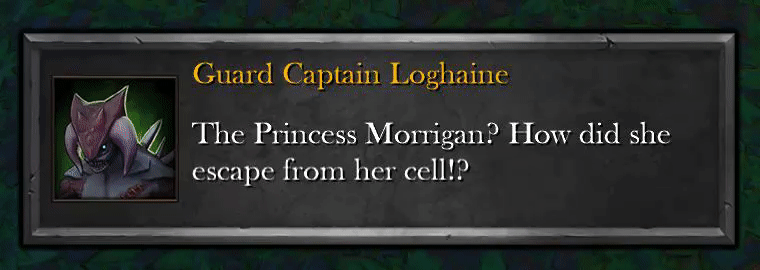 Guard Captain Loghaine
The Princess Morrigan? How did she
escape from her cell!?